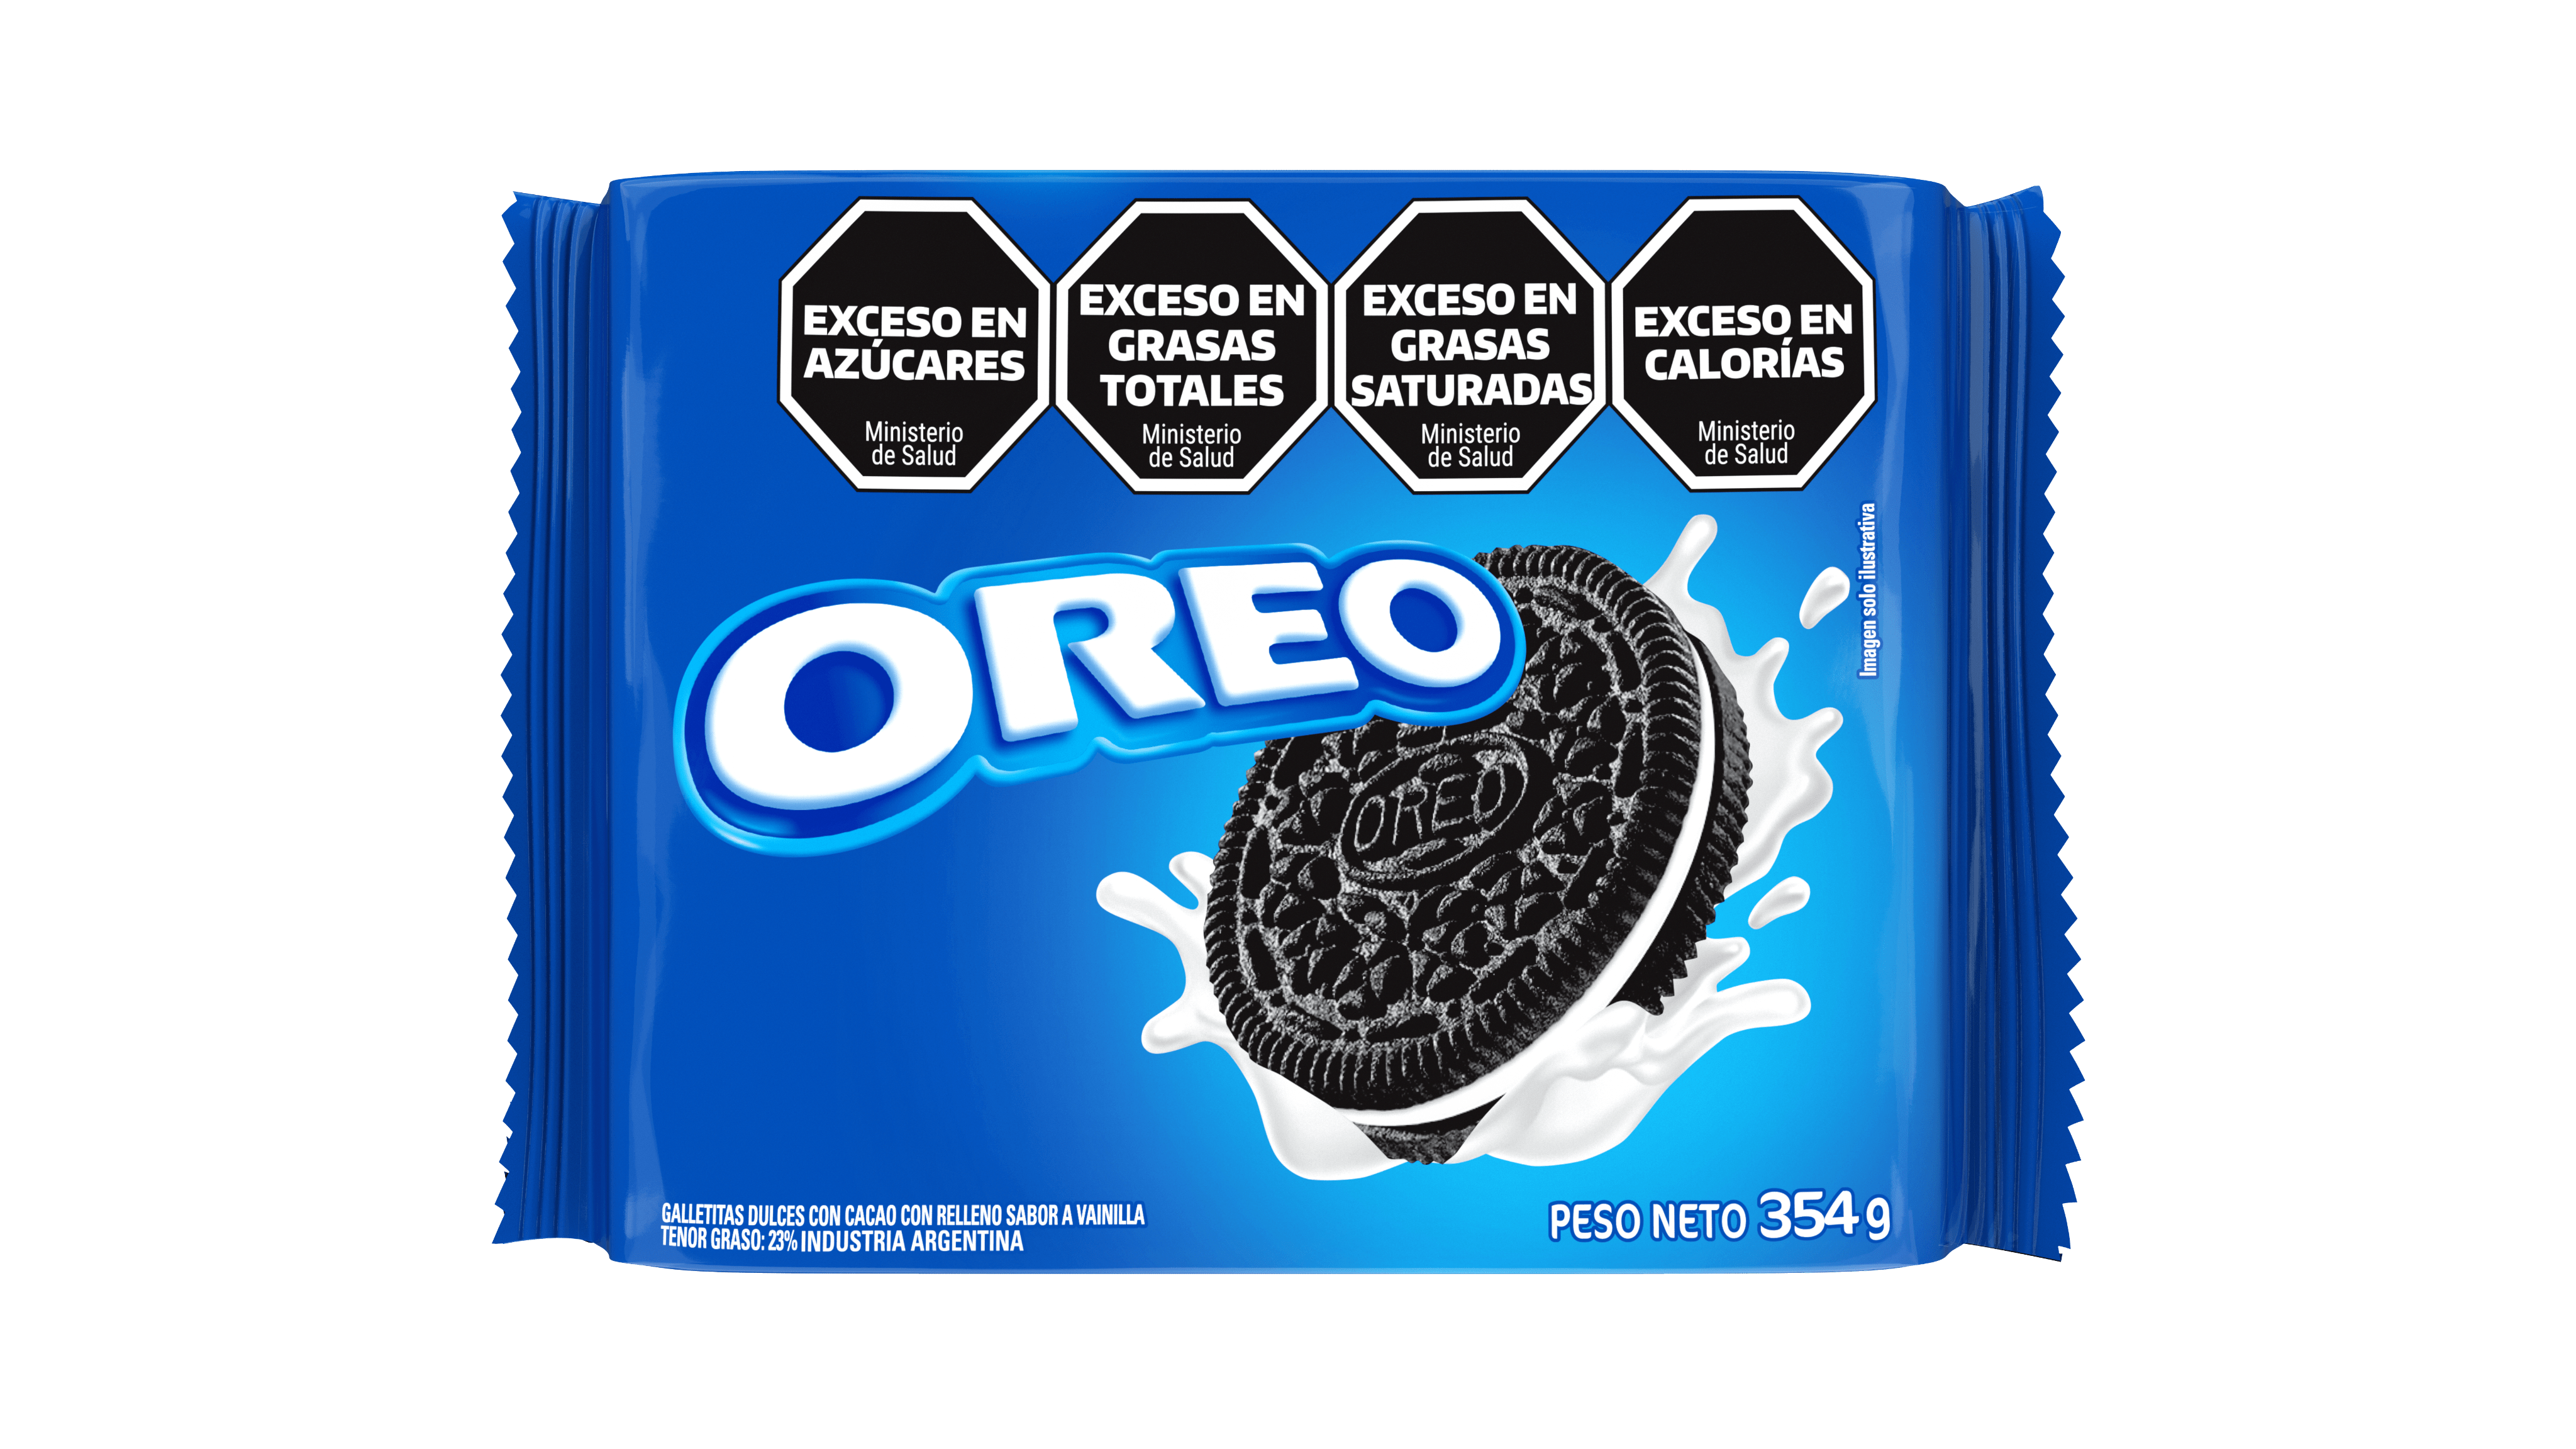 EXCESO EN
AZÚCARES
Ministerio
de Salud
EXCESO EN
GRASAS
TOTALES
Ministerio
de Salud
EXCESO EN
GRASAS
SATURADAS
Ministerio
de Salud
EXCESO EN
CALORÍAS
Ministerio
de Salud
Imagen solo ilustrativa
OREO
OREO
GALLETITAS DULCES CON CACAO CON RELLENO SABOR A VAINILLA
TENOR GRASO: 23% INDUSTRIA ARGENTINA
PESO NETO 354 g